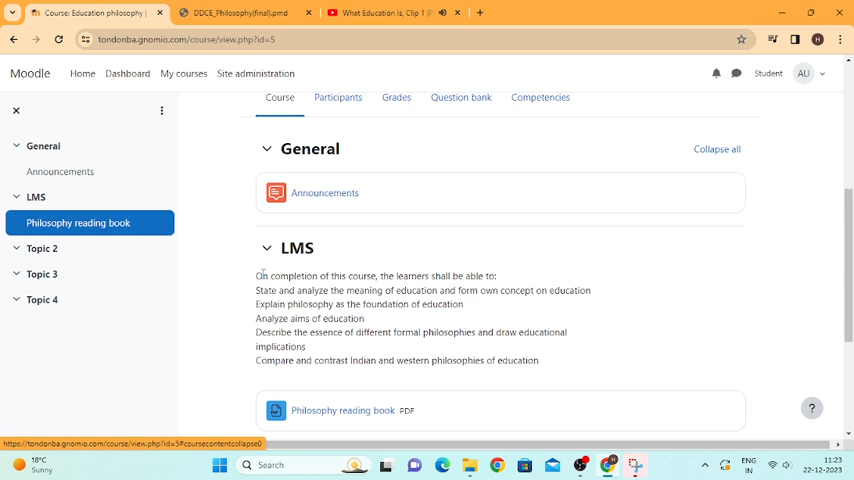 Course: Education philosophy |
DDCE_Philosophy(final).pmd
What Education Is, Clip 1 (F
tondonba.gnomio.com/course/view.php?id=5
H
Moodle Home Dashboard My courses Site administration Student AU
Course Participants Grades Question bank Competencies
General
Announcements
LMS
Philosophy reading book
Topic 2
Topic 3
Topic 4
General Collapse all
Announcements
LMS
On completion of this course, the learners shall be able to:
State and analyze the meaning of education and form own concept on education
Explain philosophy as the foundation of education
Analyze aims of education
Describe the essence of different formal philosophies and draw educational
implications
Compare and contrast Indian and western philosophies of education
Philosophy reading book PDF
?
https://tondonba.gnomio.com/course/view.php?id=5#coursecontentcollapse0
18°C
Sunny
Search
ENG
IN
11:23
22-12-2023